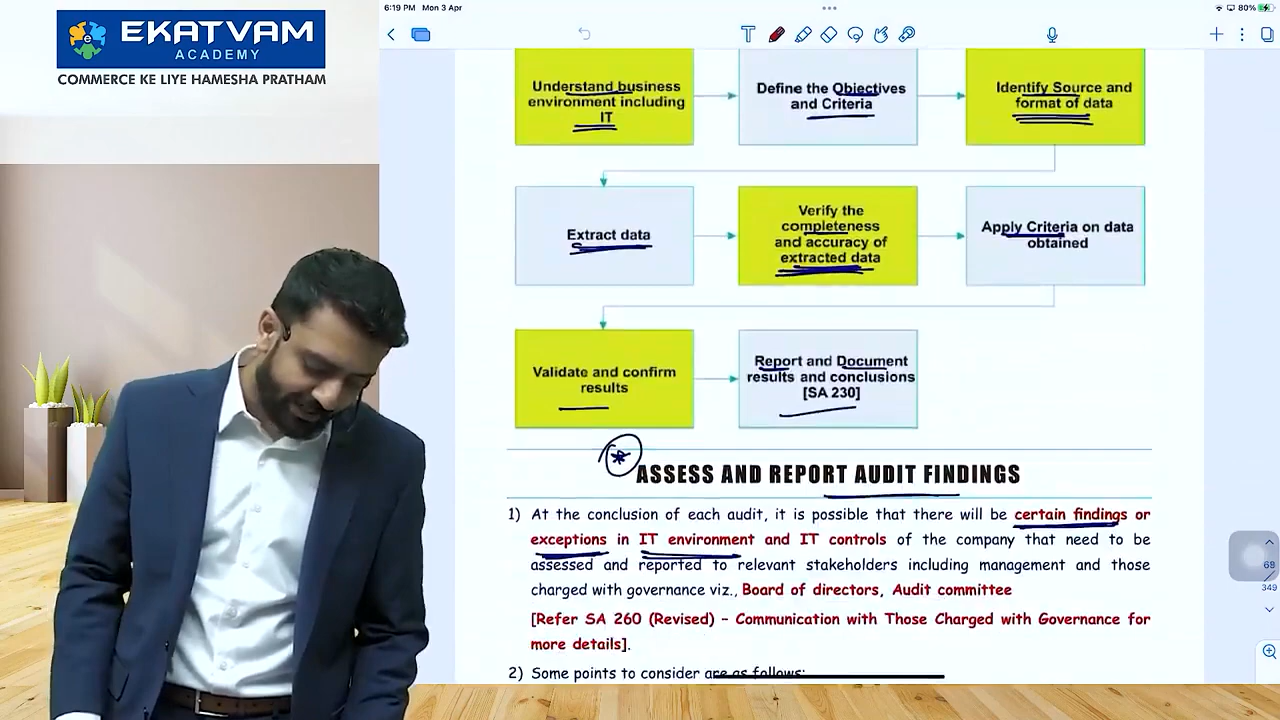 6:19 PM Mon 3 Apr
80%
EKATVAM
ACADEMY
COMMERCE KE LIYE HAMESHA PRATHAM
Understand business
environment including
IT
Define the Objectives
and Criteria
Identify Source and
format of data
Extract data
Verify the
completeness
and accuracy of
extracted data
Apply Criteria on data
obtained
Validate and confirm
results
Report and Document
results and conclusions
[SA 230]
ASSESS AND REPORT AUDIT FINDINGS
1) At the conclusion of each audit, it is possible that there will be certain findings or
exceptions in IT environment and IT controls of the company that need to be
assessed and reported to relevant stakeholders including management and those
charged with governance viz., Board of directors, Audit committee
[Refer SA 260 (Revised) – Communication with Those Charged with Governance for
more details].
2) Some points to consider are as follows:
68
349